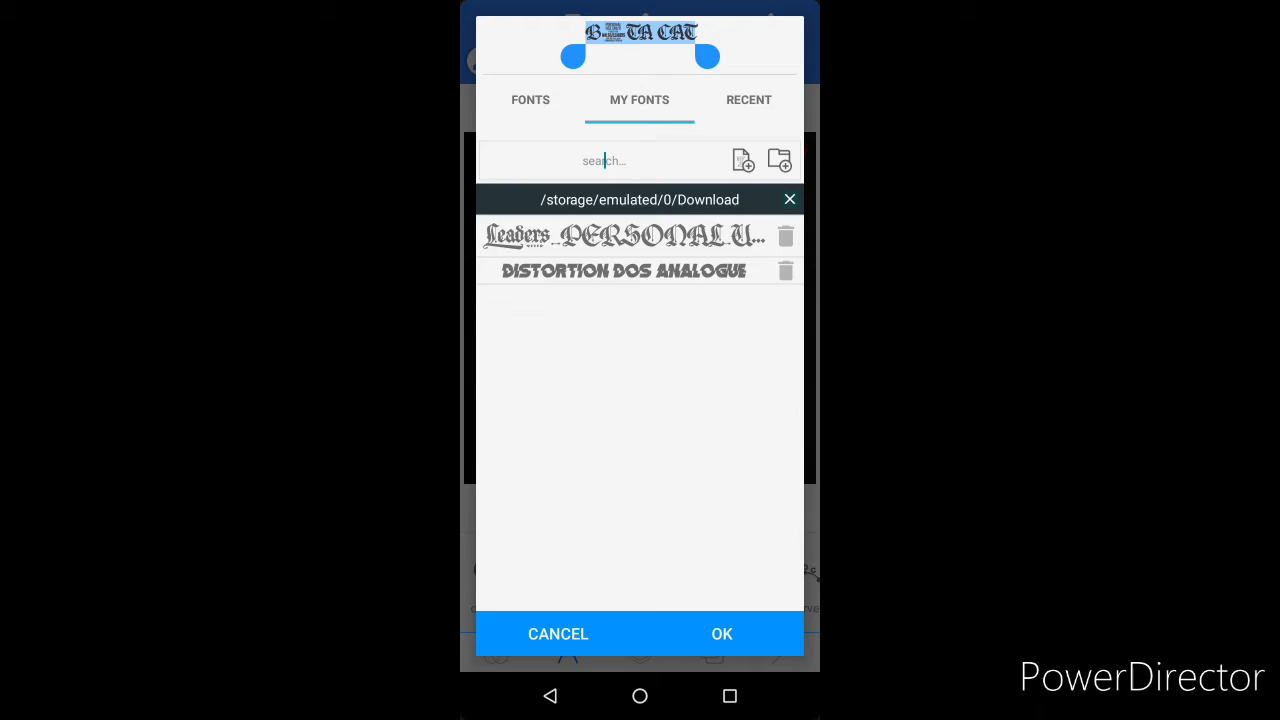 TA CAT
FONTS
MY FONTS
RECENT
search...
/storage/emulated/0/Download
Leaders PERSONAL U...
DISTORTION DOS ANALOGUE
CANCEL
OK
PowerDirector